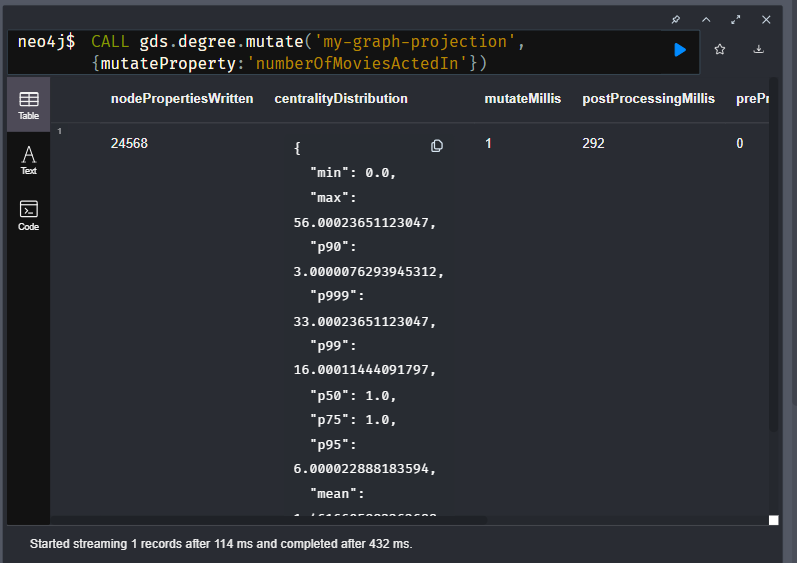 neo4j$ CALL gds.degree.mutate('my-graph-projection',
{mutateProperty:'numberOfMoviesActedIn'})
Table
Text
Code
nodePropertiesWritten centralityDistribution mutateMillis postProcessingMillis prePr
1
24568 { 1 292 0
"min": 0.0,
"max":
56.00023651123047,
"p90":
3.0000076293945312,
"p999":
33.00023651123047,
"p99":
16.00011444091797,
"p50": 1.0,
"p75": 1.0,
"p95":
6.000022888183594,
"mean":
Started streaming 1 records after 114 ms and completed after 432 ms.